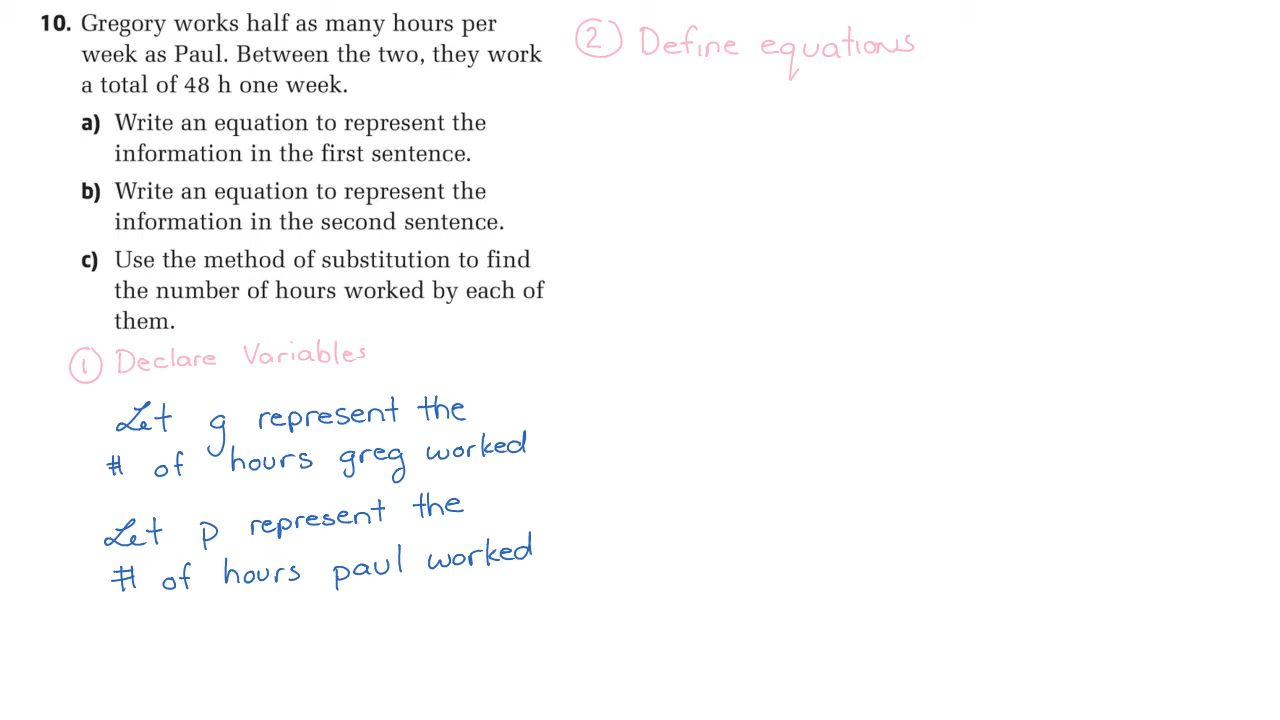 10. Gregory works half as many hours per
week as Paul. Between the two, they work
a total of 48 h one week.
a) Write an equation to represent the
information in the first sentence.
b) Write an equation to represent the
information in the second sentence.
c) Use the method of substitution to find
the number of hours worked by each of
them.
① Declare Variables
Let g represent the
# of hours greg worked
Let p represent the
# of hours paul worked
② Define equations